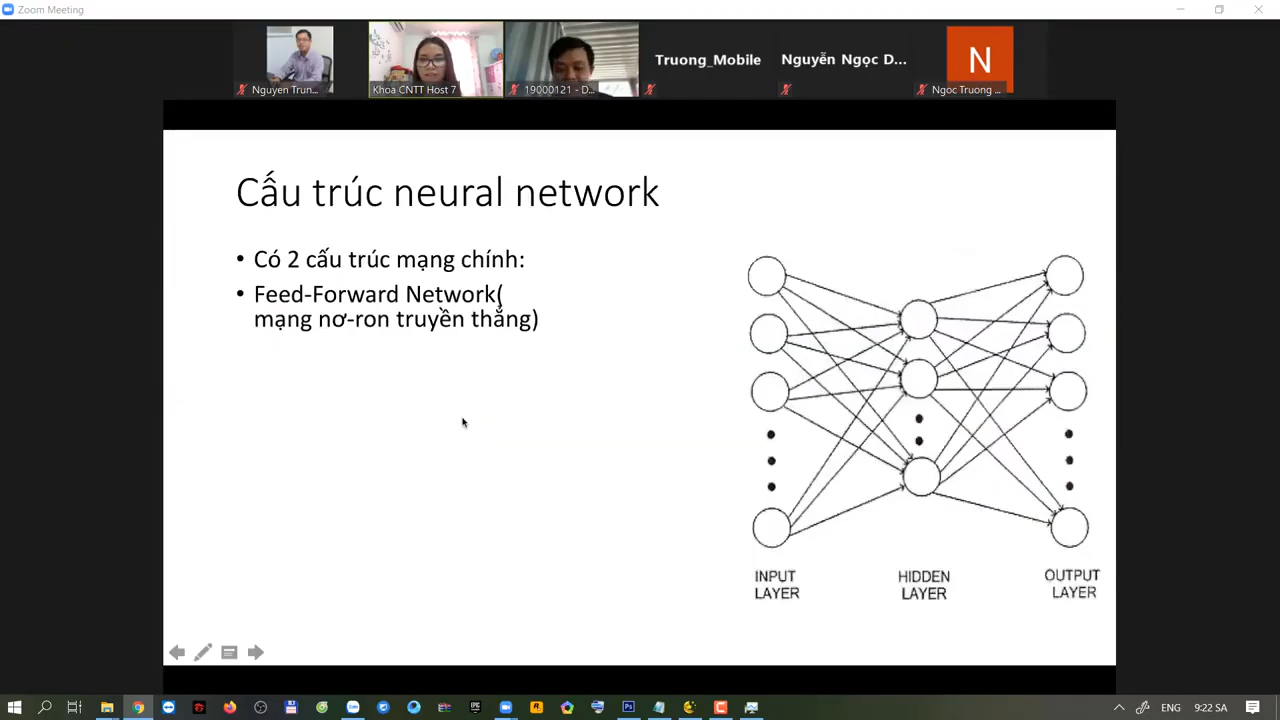 Zoom Meeting
Nguyen Trun...
Khoa CNTT Host 7
19000121 - D...
Truong_Mobile
Nguyễn Ngọc D...
N
Ngoc Truong ...
Cấu trúc neural network
• Có 2 cấu trúc mạng chính:
• Feed-Forward Network(
mạng nơ-ron truyền thẳng)
INPUT
LAYER
HIDDEN
LAYER
OUTPUT
LAYER
ENG
9:22 SA